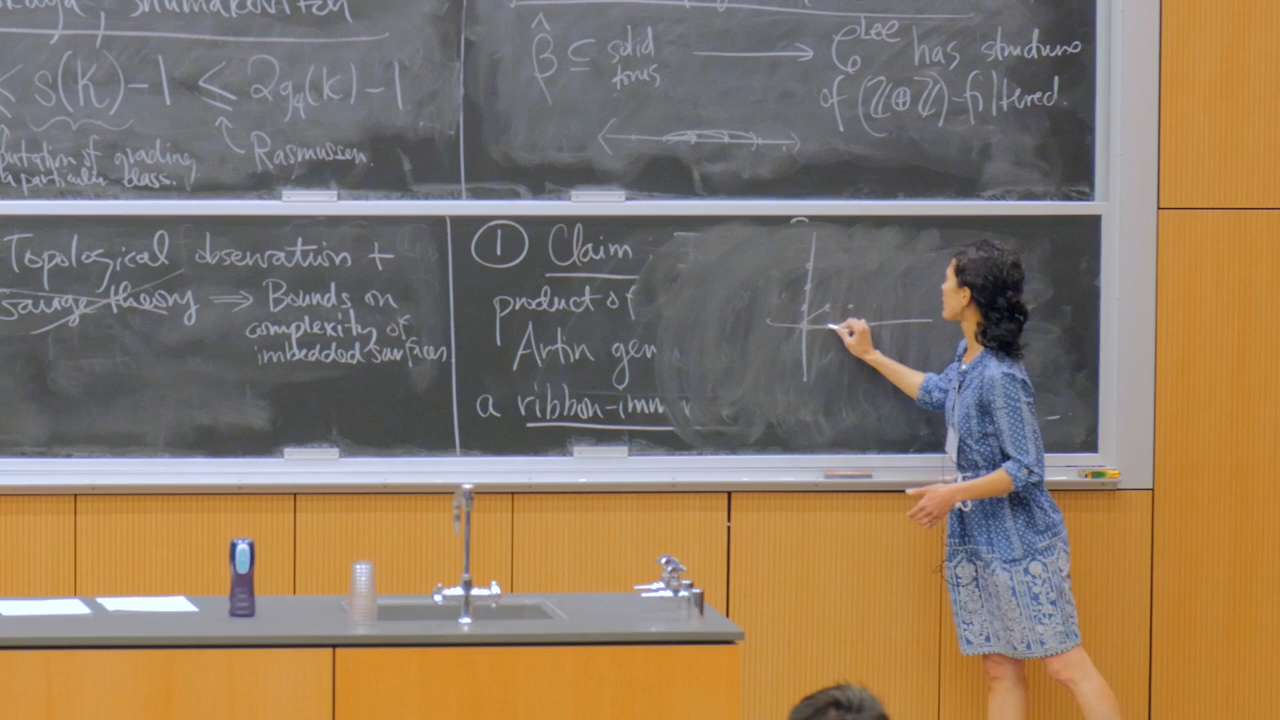 Shumakovitch
≤ s(K)-1 ≤ 2g₄(K)-1
Rasmussen.
putation of grading
a particular class.
β̂ ⊆ solid torus → 𝒞^Lee has structure
of (ℤ⊕ℤ)-filtered.
Topological observation +
gauge theory ⇒ Bounds on
complexity of
imbedded surfaces
① Claim
product of
Artin gen
a ribbon-imm